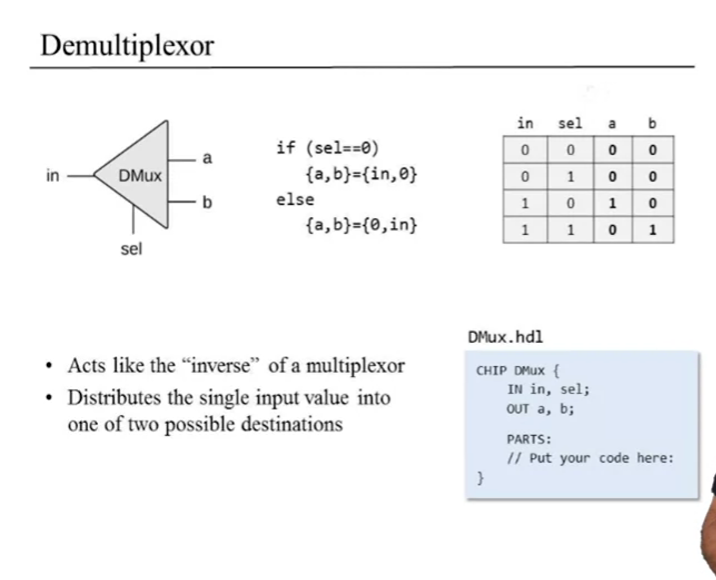 Demultiplexor
in
DMux
a
b
sel
if (sel==0)
{a,b}={in,0}
else
{a,b}={0,in}
in sel a b
0 0 0 0
0 1 0 0
1 0 1 0
1 1 0 1
• Acts like the “inverse” of a multiplexor
• Distributes the single input value into
one of two possible destinations
DMux.hdl
CHIP DMux {
IN in, sel;
OUT a, b;
PARTS:
// Put your code here:
}